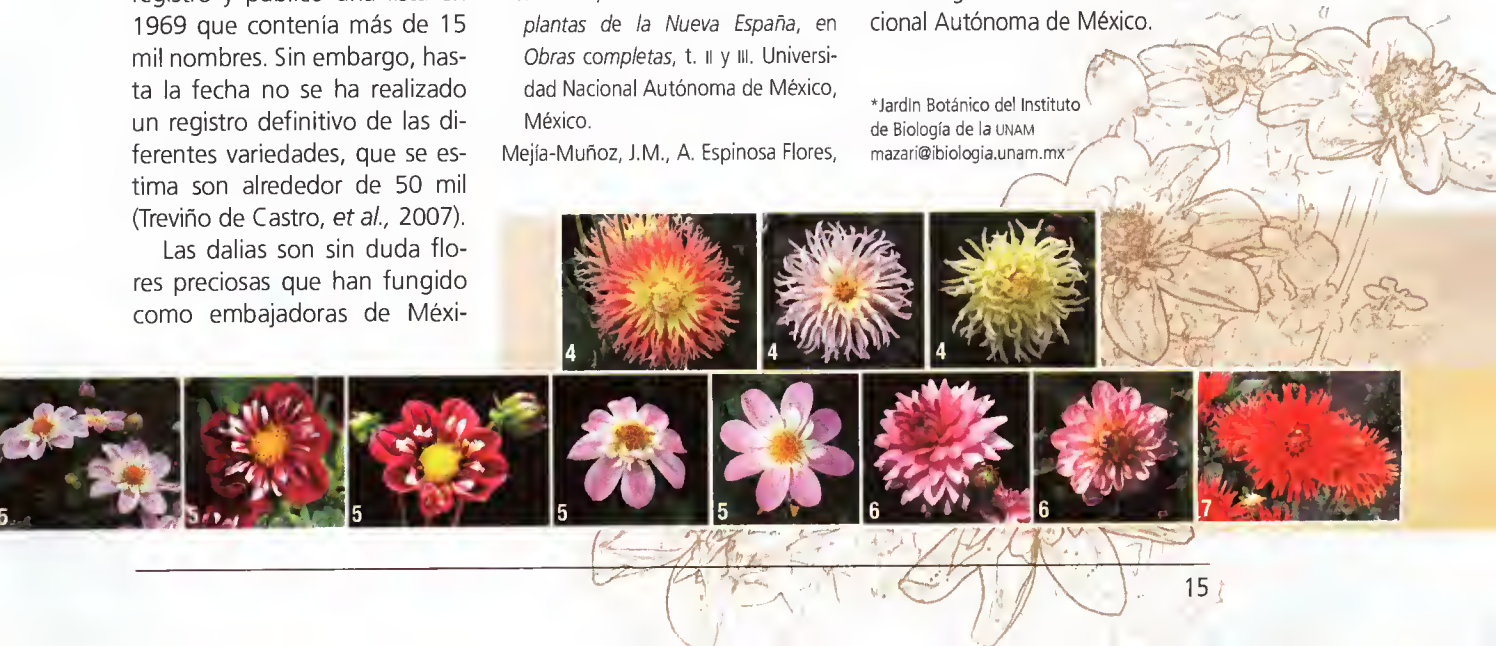 1969 que contenía más de 15
mil nombres. Sin embargo, has-
ta la fecha no se ha realizado
un registro definitivo de las di-
ferentes variedades, que se es-
tima son alrededor de 50 mil
(Treviño de Castro, et al., 2007).
Las dalias son sin duda flo-
res preciosas que han fungido
como embajadoras de Méxi-
plantas de la Nueva España, en
Obras completas, t. II y III. Universi-
dad Nacional Autónoma de México,
México.
Mejía-Muñoz, J.M., A. Espinosa Flores,
cional Autónoma de México.
*Jardín Botánico del Instituto
de Biología de la UNAM
mazari@ibiologia.unam.mx
4
4
4
5
5
5
5
5
6
6
7
15